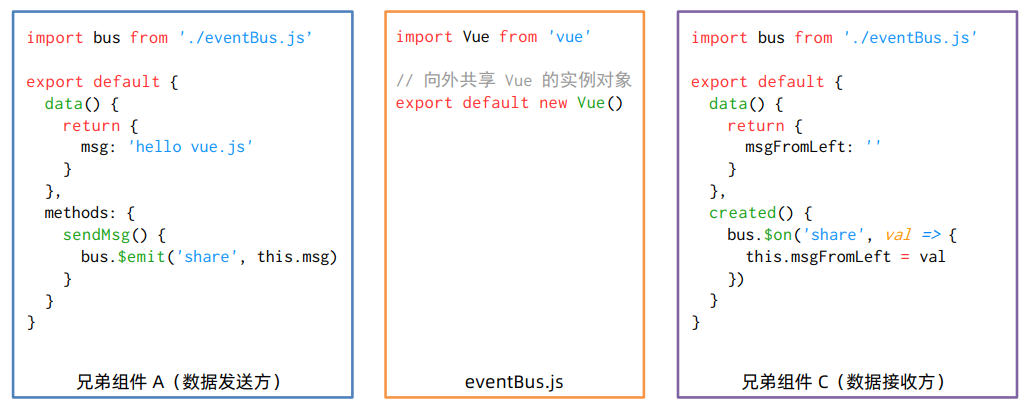 import bus from './eventBus.js’
export default {
data() {
return {
msg: 'hello vue.js'
}
},
methods: {
sendMsg() {
bus.$emit('share', this.msg)
}
}
}
兄弟组件 A（数据发送方）
import Vue from 'vue'
// 向外共享 Vue 的实例对象
export default new Vue()
eventBus.js
import bus from './eventBus.js'
export default {
data() {
return {
msgFromLeft: ''
}
},
created() {
bus.$on('share', val => {
this.msgFromLeft = val
})
}
}
兄弟组件 C（数据接收方）